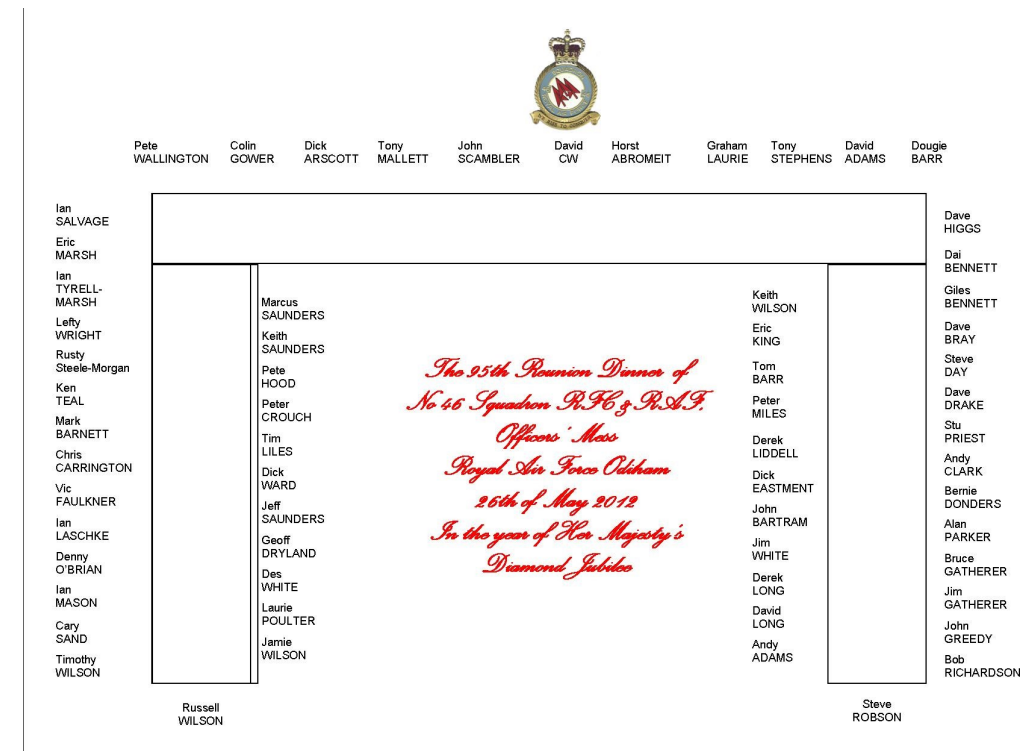 Pete WALLINGTON
Colin GOWER
Dick ARSCOTT
Tony MALLETT
John SCAMBLER
David CW
Horst ABROMEIT
Graham LAURIE
Tony STEPHENS
David ADAMS
Dougie BARR
Ian
SALVAGE
Eric
MARSH
Ian
TYRELL-
MARSH
Lefty
WRIGHT
Rusty
Steele-Morgan
Ken
TEAL
Mark
BARNETT
Chris
CARRINGTON
Vic
FAULKNER
Ian
LASCHKE
Denny
O'BRIAN
Ian
MASON
Cary
SAND
Timothy
WILSON
Russell
WILSON
Marcus
SAUNDERS
Keith
SAUNDERS
Pete
HOOD
Peter
CROUCH
Tim
LILES
Dick
WARD
Jeff
SAUNDERS
Geoff
DRYLAND
Des
WHITE
Laurie
POULTER
Jamie
WILSON
The 95th Reunion Dinner of
No 46 Squadron RFC & RAF,
Officers' Mess
Royal Air Force Odiham
26th of May 2012
In the year of Her Majesty's
Diamond Jubilee
Keith
WILSON
Eric
KING
Tom
BARR
Peter
MILES
Derek
LIDDELL
Dick
EASTMENT
John
BARTRAM
Jim
WHITE
Derek
LONG
David
LONG
Andy
ADAMS
Dave
HIGGS
Dai
BENNETT
Giles
BENNETT
Dave
BRAY
Steve
DAY
Dave
DRAKE
Stu
PRIEST
Andy
CLARK
Bernie
DONDERS
Alan
PARKER
Bruce
GATHERER
Jim
GATHERER
John
GREEDY
Bob
RICHARDSON
Steve
ROBSON